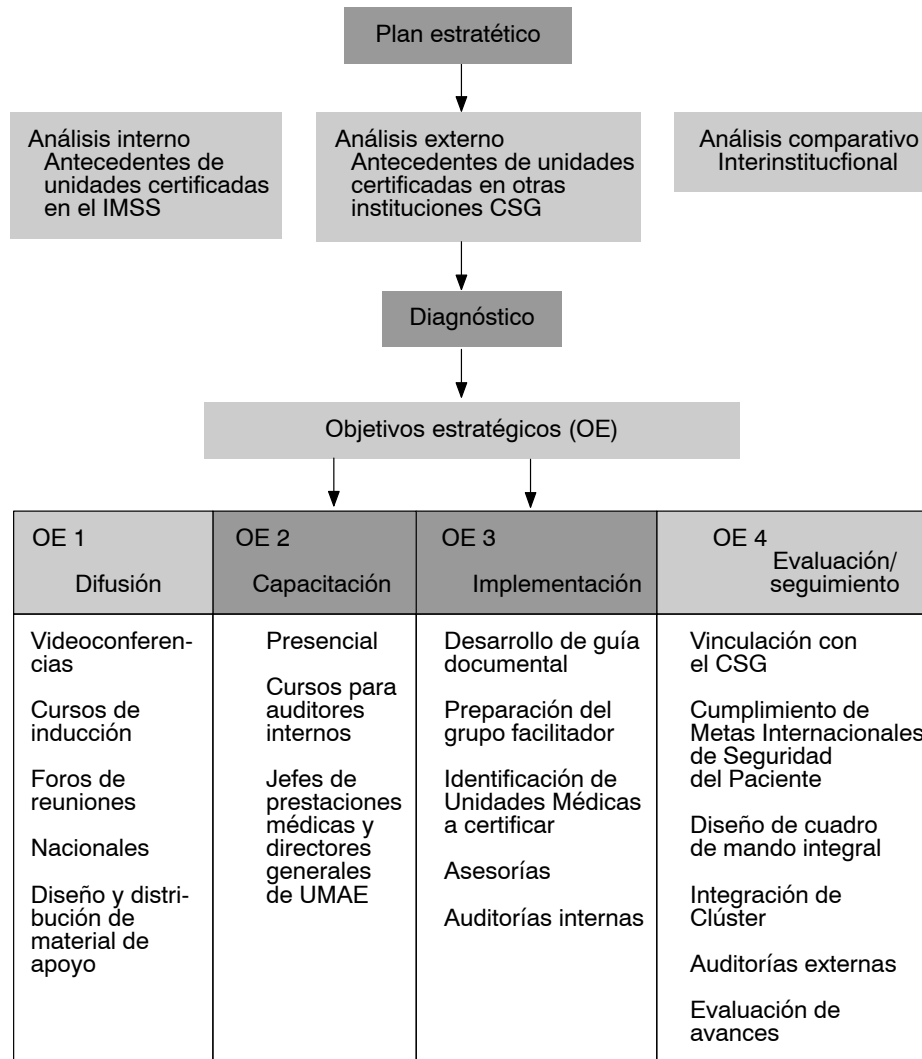 Plan estratético
Análisis interno
Antecedentes de
unidades certificadas
en el IMSS
Análisis externo
Antecedentes de unidades
certificadas en otras
instituciones CSG
Análisis comparativo
Interinstitucfional
Diagnóstico
Objetivos estratégicos (OE)
OE 1
Difusión
OE 2
Capacitación
OE 3
Implementación
OE 4
Evaluación/
seguimiento
Videoconferen-
cias
Cursos de
inducción
Foros de
reuniones
Nacionales
Diseño y distri-
bución de
material de
apoyo
Presencial
Cursos para
auditores
internos
Jefes de
prestaciones
médicas y
directores
generales
de UMAE
Desarrollo de guía
documental
Preparación del
grupo facilitador
Identificación de
Unidades Médicas
a certificar
Asesorías
Auditorías internas
Vinculación con
el CSG
Cumplimiento de
Metas Internacionales
de Seguridad
del Paciente
Diseño de cuadro
de mando integral
Integración de
Clúster
Auditorías externas
Evaluación de
avances